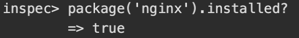 inspec> package('nginx').installed?
=> true